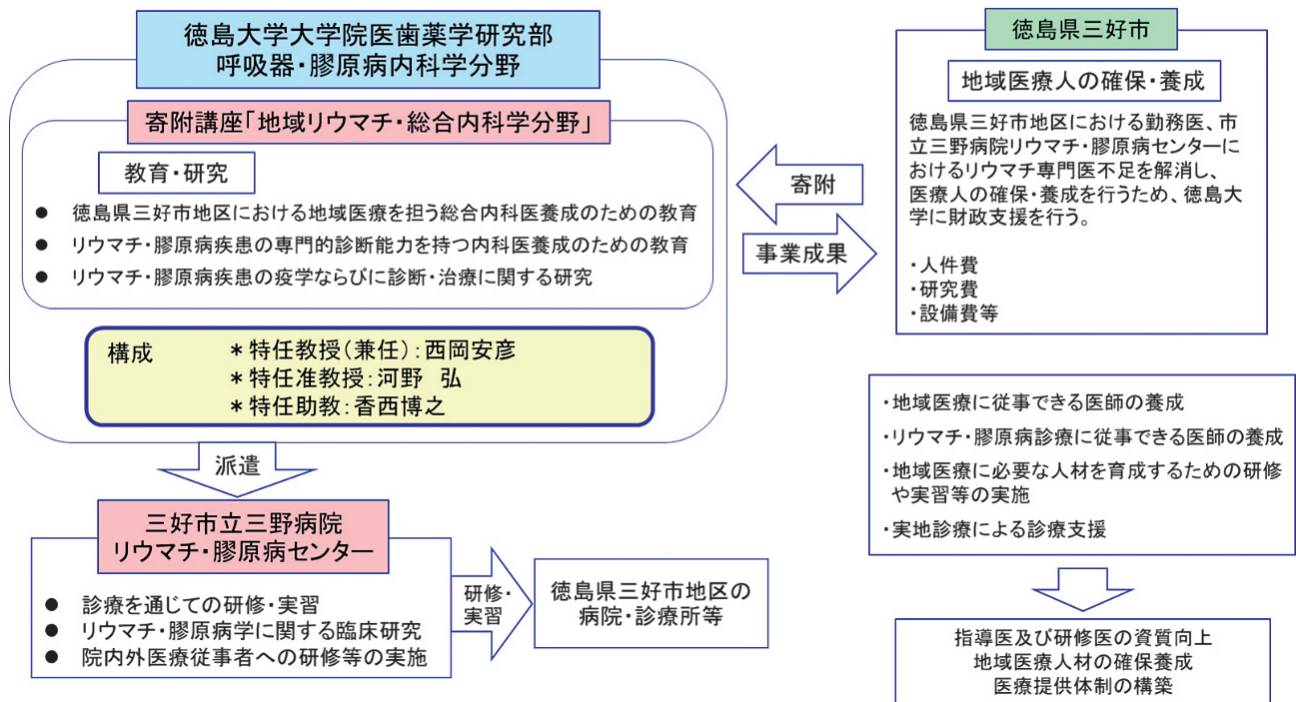 徳島大学大学院医歯薬学研究部
呼吸器・膠原病内科学分野
寄附講座「地域リウマチ・総合内科学分野」
教育・研究
● 徳島県三好市地区における地域医療を担う総合内科医養成のための教育
● リウマチ・膠原病疾患の専門的診断能力を持つ内科医養成のための教育
● リウマチ・膠原病疾患の疫学ならびに診断・治療に関する研究
構成
＊特任教授(兼任)：西岡安彦
＊特任准教授：河野 弘
＊特任助教：香西博之
寄附
事業成果
徳島県三好市
地域医療人の確保・養成
徳島県三好市地区における勤務医、市
立三野病院リウマチ・膠原病センターに
おけるリウマチ専門医不足を解消し、
医療人の確保・養成を行うため、徳島大
学に財政支援を行う。
・人件費
・研究費
・設備費等
派遣
三好市立三野病院
リウマチ・膠原病センター
● 診療を通じての研修・実習
● リウマチ・膠原病学に関する臨床研究
● 院内外医療従事者への研修等の実施
研修・
実習
徳島県三好市地区の
病院・診療所等
・地域医療に従事できる医師の養成
・リウマチ・膠原病診療に従事できる医師の養成
・地域医療に必要な人材を育成するための研修
や実習等の実施
・実地診療による診療支援
指導医及び研修医の資質向上
地域医療人材の確保養成
医療提供体制の構築